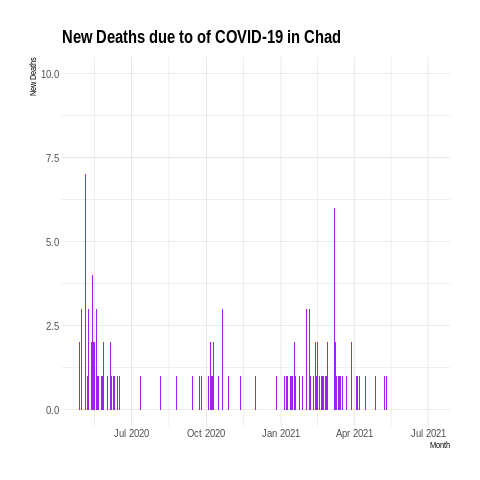 New Deaths due to of COVID-19 in Chad
New Deaths
10.0
7.5
5.0
2.5
0.0
Jul 2020 Oct 2020 Jan 2021 Apr 2021 Jul 2021
Month